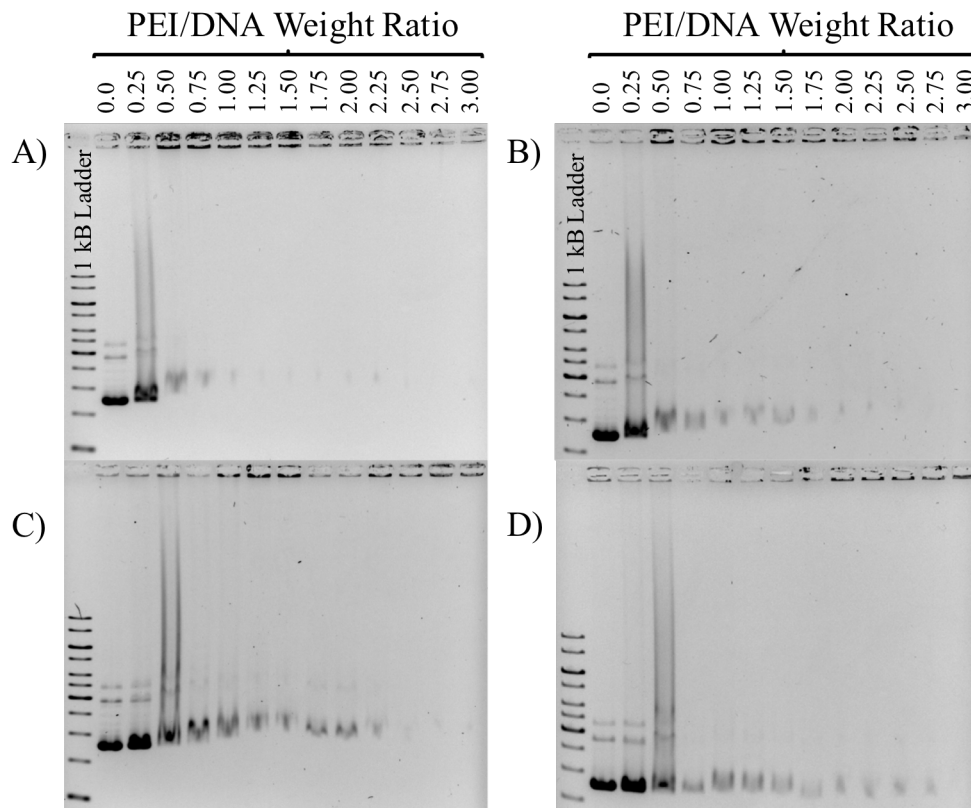 PEI/DNA Weight Ratio
0.0 0.25 0.50 0.75 1.00 1.25 1.50 1.75 2.00 2.25 2.50 2.75 3.00
PEI/DNA Weight Ratio
0.0 0.25 0.50 0.75 1.00 1.25 1.50 1.75 2.00 2.25 2.50 2.75 3.00
A)
1 kB Ladder
B)
1 kB Ladder
C)
D)